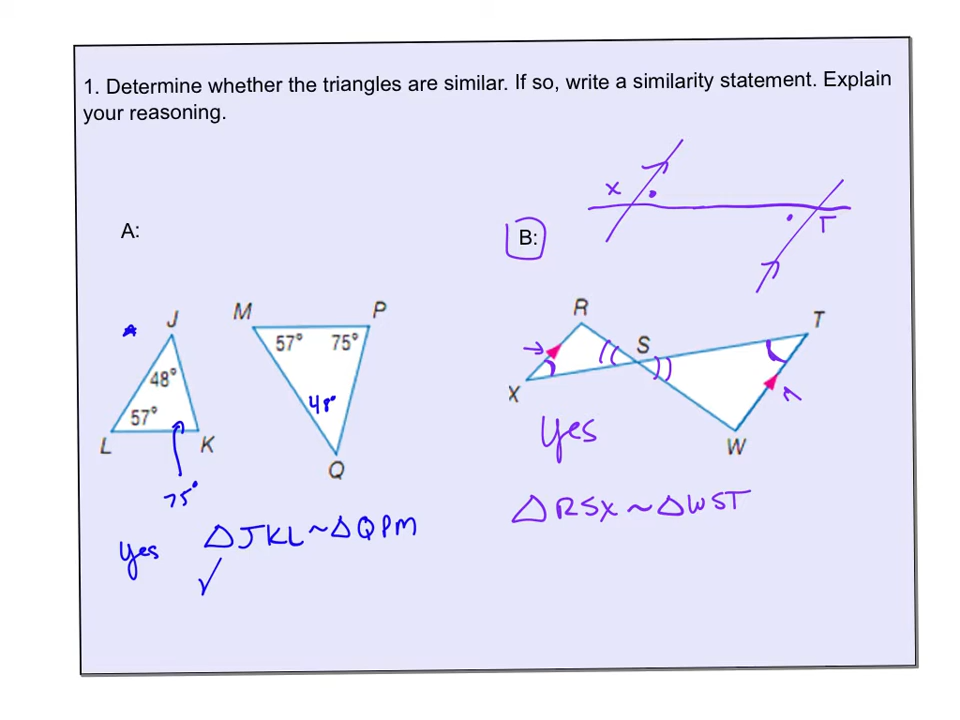 1. Determine whether the triangles are similar. If so, write a similarity statement. Explain
your reasoning.
X
T
A:
B:
J
48°
57°
L
K
75°
M
P
57°
75°
48°
Q
R
S
T
X
W
yes
△JKL~△QPM
✓
yes
△RSX~△WST